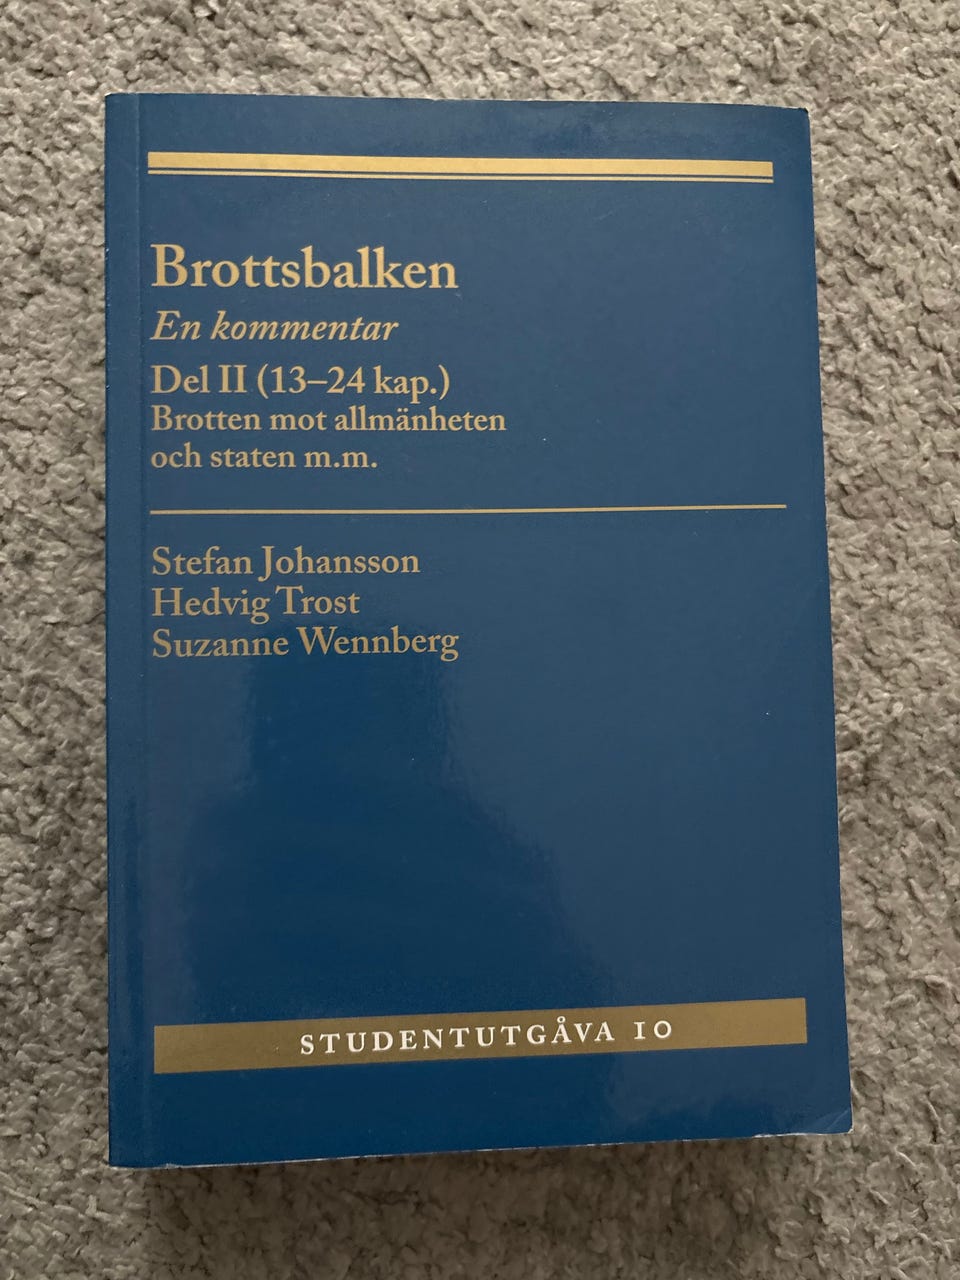 Brottsbalken
En kommentar
Del II (13–24 kap.)
Brotten mot allmänheten
och staten m.m.
Stefan Johansson
Hedvig Trost
Suzanne Wennberg
STUDENTUTGÅVA 10